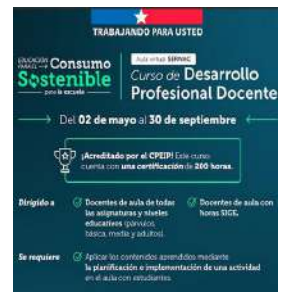 TRABAJANDO PARA USTED
EDUCACIÓN
PARA EL
Consumo
Sostenible
para la escuela
Aula virtual SERNAC
Curso de Desarrollo
Profesional Docente
Del 02 de mayo al 30 de septiembre
¡Acreditado por el CPEIP! Este curso
cuenta con una certificación de 200 horas.
Dirigido a
Docentes de aula de todas
las asignaturas y niveles
educativos (párvulos,
básica, media y adultos).
Docentes de aula con
horas SIGE.
Se requiere
Aplicar los contenidos aprendidos mediante
la planificación e implementación de una actividad
en el aula con estudiantes.